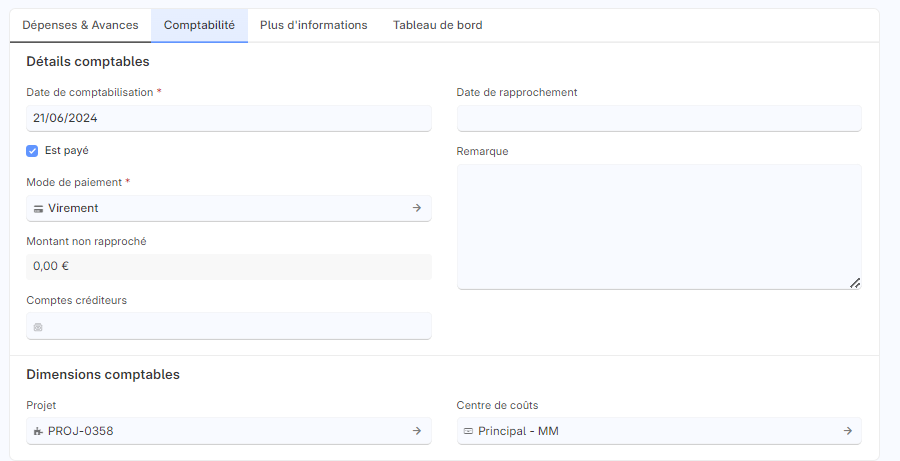 Dépenses & Avances
Comptabilité
Plus d'informations
Tableau de bord
Détails comptables
Date de comptabilisation *
21/06/2024
Est payé
Mode de paiement *
Virement
Montant non rapproché
0,00 €
Comptes créditeurs
Date de rapprochement
Remarque
Dimensions comptables
Projet
PROJ-0358
Centre de coûts
Principal - MM